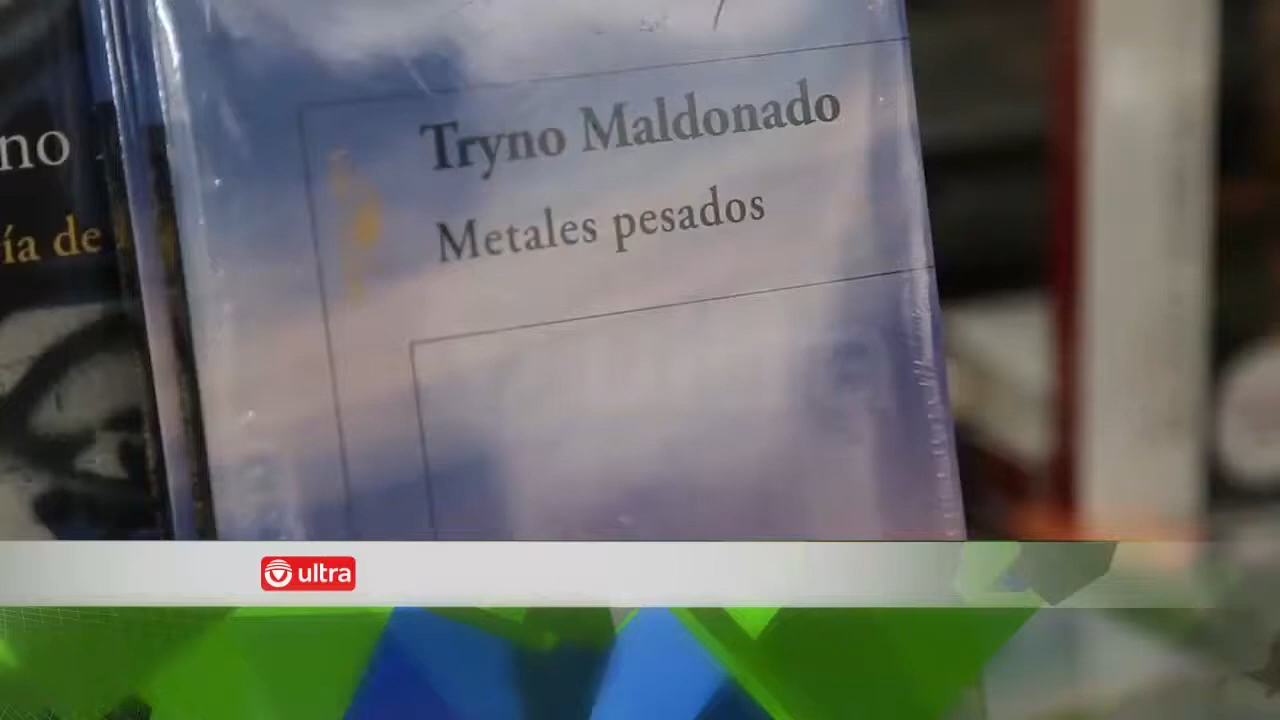 no
ía de
Tryno Maldonado
Metales pesados
ultra